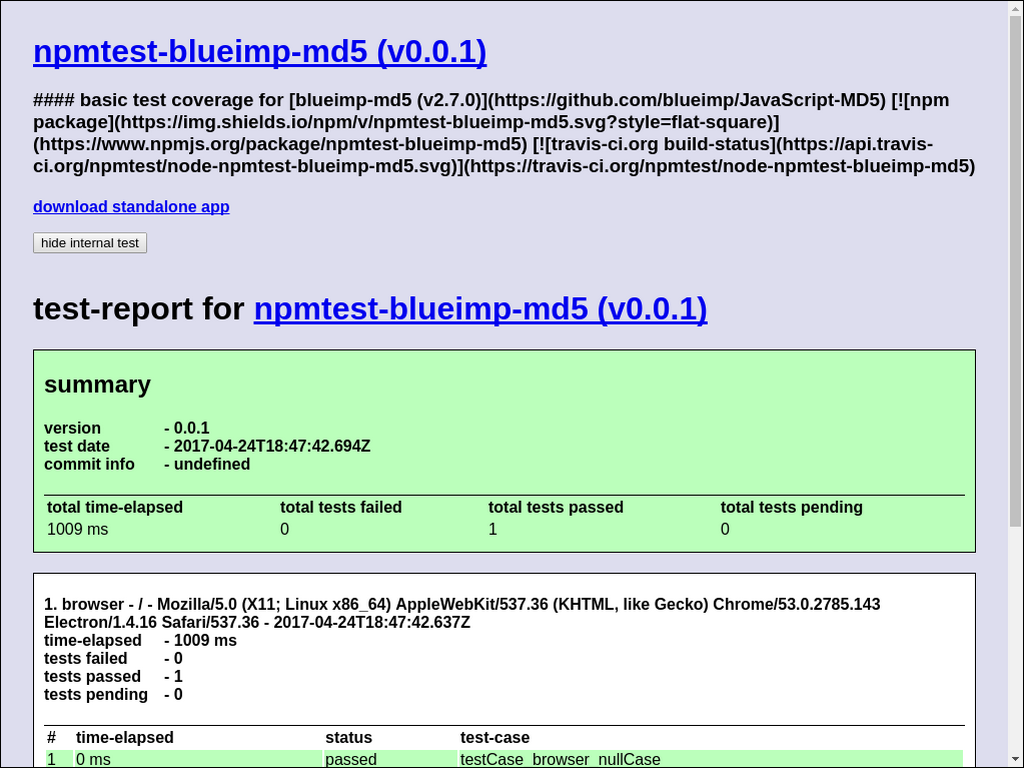 npmtest-blueimp-md5 (v0.0.1)
#### basic test coverage for [blueimp-md5 (v2.7.0)](https://github.com/blueimp/JavaScript-MD5) [![npm
package](https://img.shields.io/npm/v/npmtest-blueimp-md5.svg?style=flat-square)]
(https://www.npmjs.org/package/npmtest-blueimp-md5) [![travis-ci.org build-status](https://api.travis-
ci.org/npmtest/node-npmtest-blueimp-md5.svg)](https://travis-ci.org/npmtest/node-npmtest-blueimp-md5)
download standalone app
hide internal test
test-report for npmtest-blueimp-md5 (v0.0.1)
summary
version - 0.0.1
test date - 2017-04-24T18:47:42.694Z
commit info - undefined
total time-elapsed total tests failed total tests passed total tests pending
1009 ms 0 1 0
1. browser - / - Mozilla/5.0 (X11; Linux x86_64) AppleWebKit/537.36 (KHTML, like Gecko) Chrome/53.0.2785.143
Electron/1.4.16 Safari/537.36 - 2017-04-24T18:47:42.637Z
time-elapsed - 1009 ms
tests failed - 0
tests passed - 1
tests pending - 0
# time-elapsed status test-case
1 0 ms passed testCase_browser_nullCase